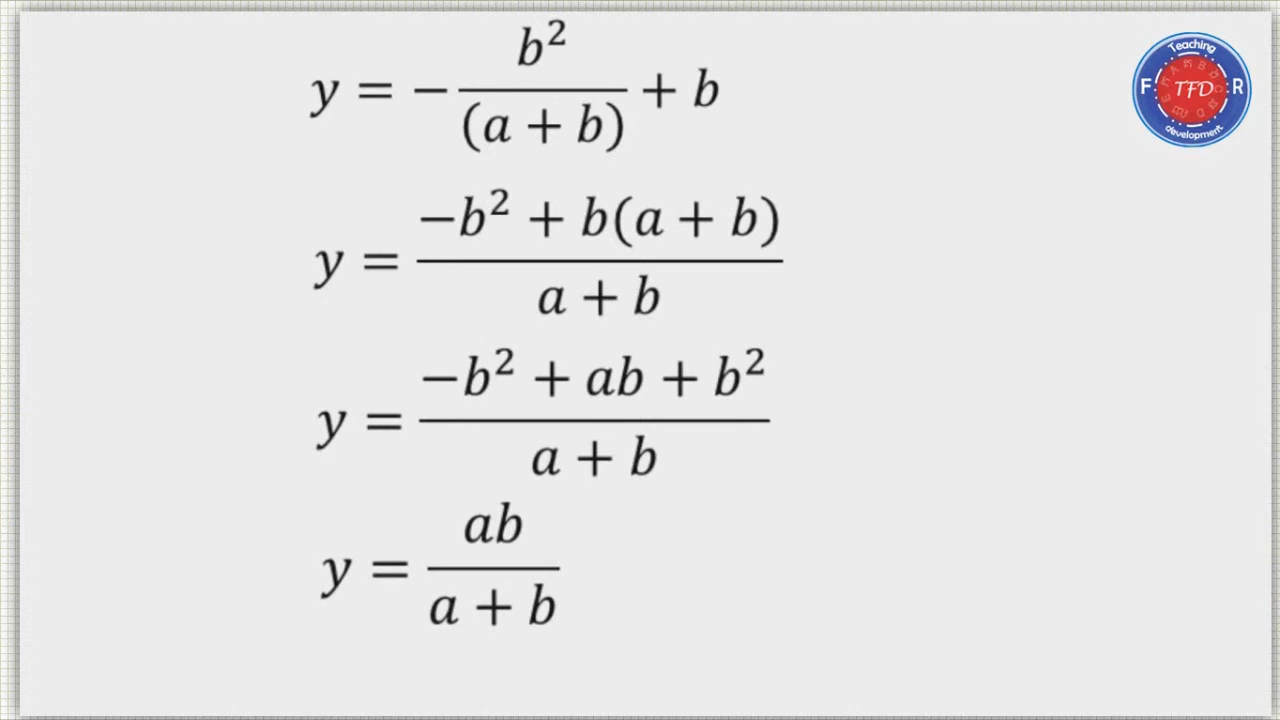 y = − b² / (a + b) + b
y = −b² + b(a + b) / a + b
y = −b² + ab + b² / a + b
y = ab / a + b
Teaching
F R
TFD
development